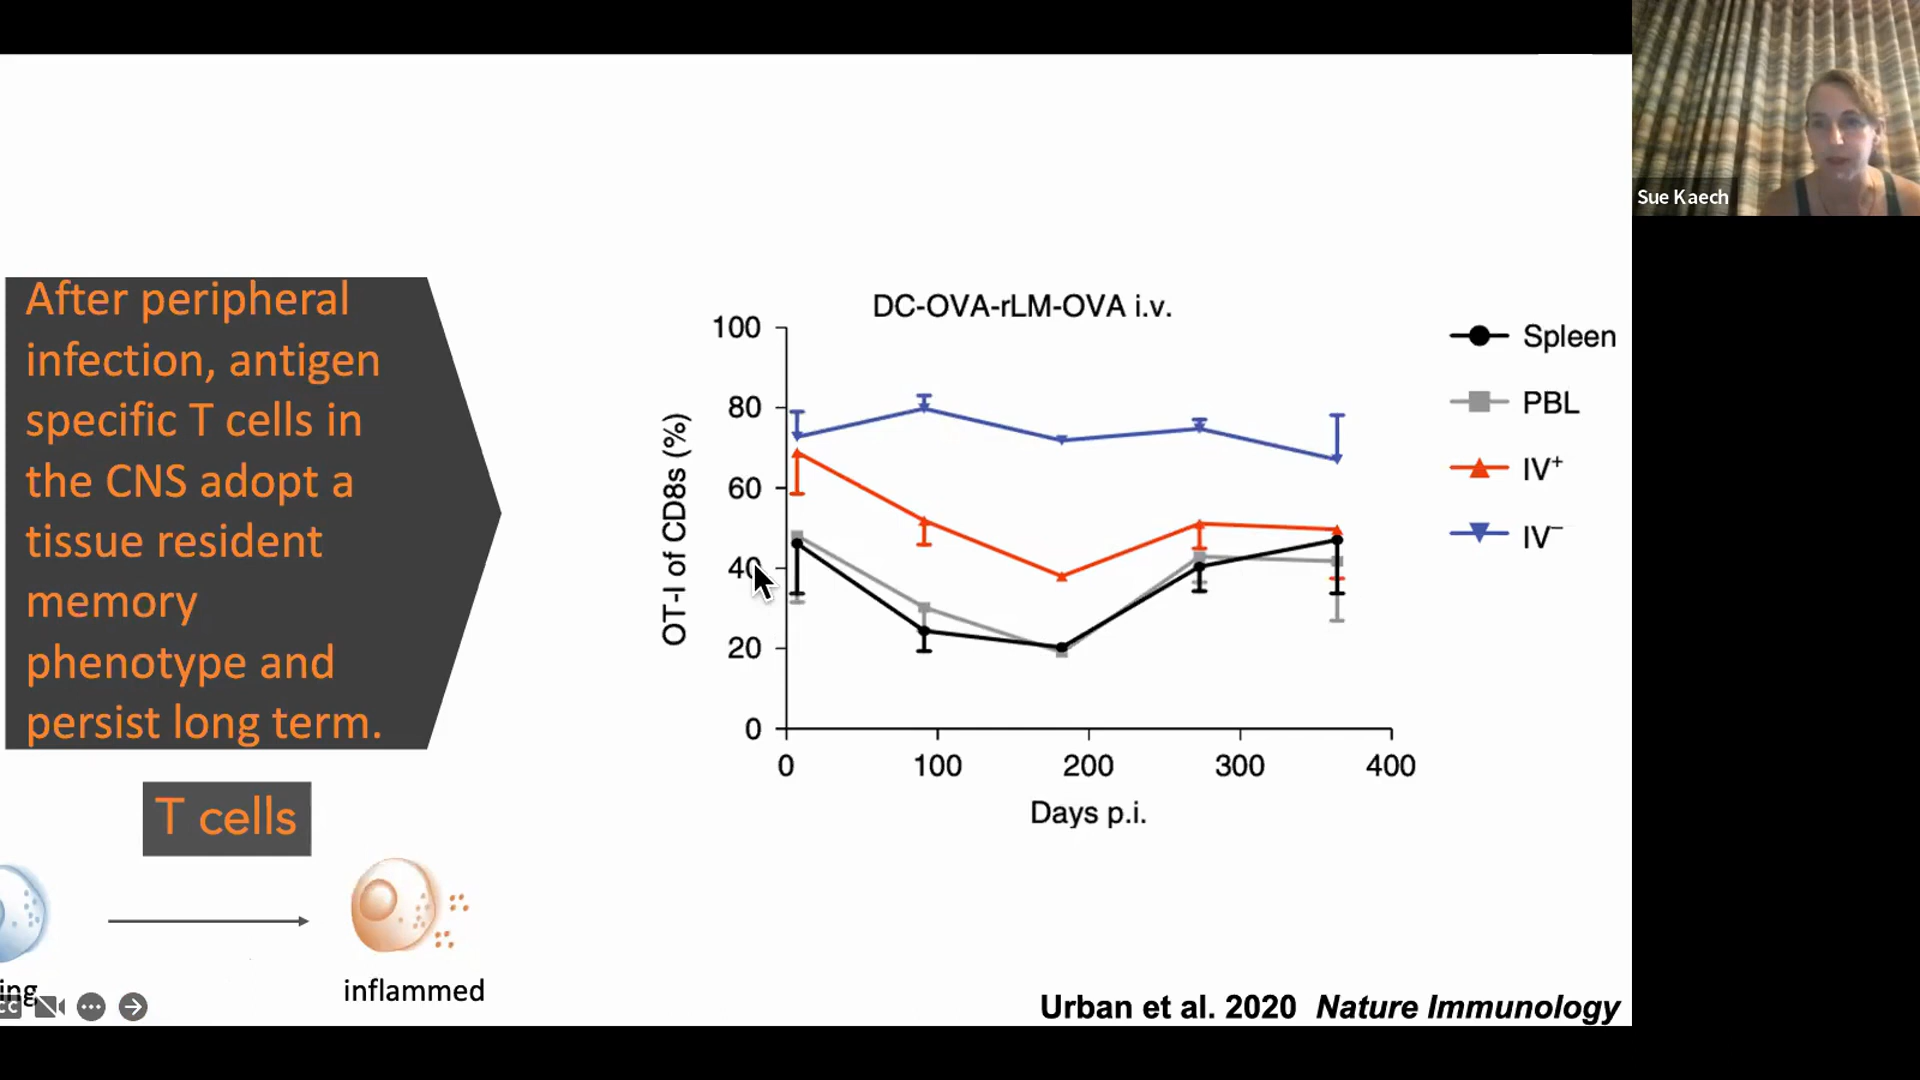 Sue Kaech
After peripheral
infection, antigen
specific T cells in
the CNS adopt a
tissue resident
memory
phenotype and
persist long term.
T cells
inflammed
DC-OVA-rLM-OVA i.v.
OT-I of CD8s (%)
100
80
60
40
20
0
0 100 200 300 400
Days p.i.
Spleen
PBL
IV+
IV−
Urban et al. 2020 Nature Immunology